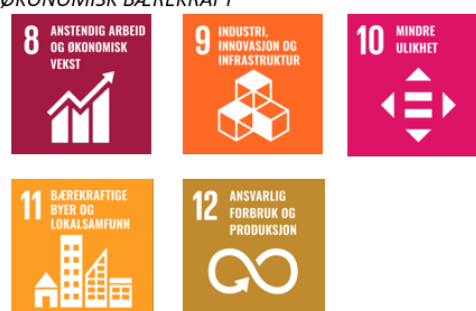 ØKONOMISK BÆREKRAFT
8 ANSTENDIG ARBEID
OG ØKONOMISK
VEKST
9 INDUSTRI,
INNOVASJON OG
INFRASTRUKTUR
10 MINDRE
ULIKHET
11 BÆREKRAFTIGE
BYER OG
LOKALSAMFUNN
12 ANSVARLIG
FORBRUK OG
PRODUKSJON